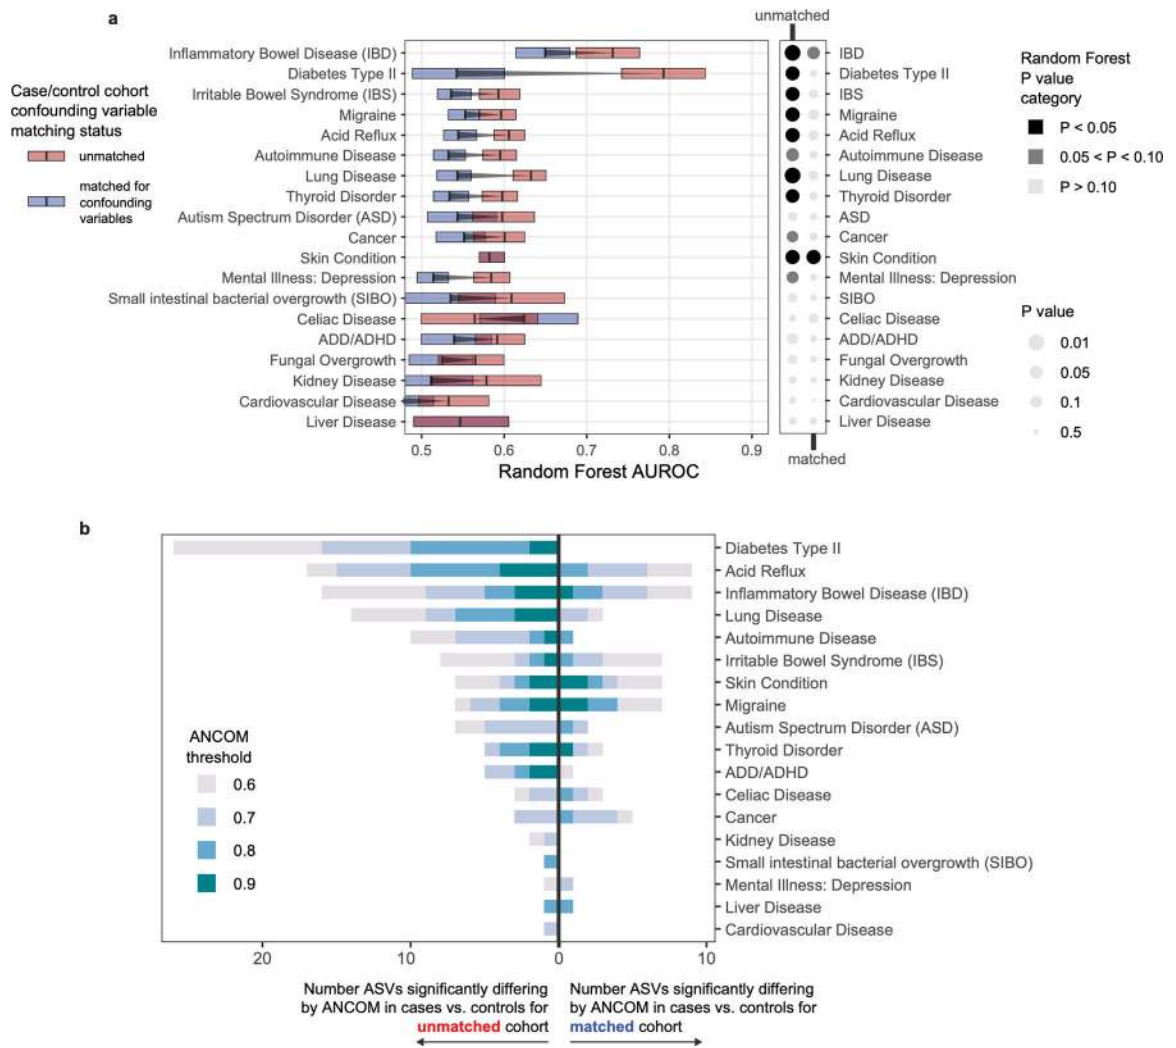 a
Case/control cohort
confounding variable
matching status
unmatched
matched for
confounding
variables
Inflammatory Bowel Disease (IBD)
Diabetes Type II
Irritable Bowel Syndrome (IBS)
Migraine
Acid Reflux
Autoimmune Disease
Lung Disease
Thyroid Disorder
Autism Spectrum Disorder (ASD)
Cancer
Skin Condition
Mental Illness: Depression
Small intestinal bacterial overgrowth (SIBO)
Celiac Disease
ADD/ADHD
Fungal Overgrowth
Kidney Disease
Cardiovascular Disease
Liver Disease
0.5 0.6 0.7 0.8 0.9
Random Forest AUROC
unmatched
IBD
Diabetes Type II
IBS
Migraine
Acid Reflux
Autoimmune Disease
Lung Disease
Thyroid Disorder
ASD
Cancer
Skin Condition
Mental Illness: Depression
SIBO
Celiac Disease
ADD/ADHD
Fungal Overgrowth
Kidney Disease
Cardiovascular Disease
Liver Disease
matched
Random Forest
P value
category
P < 0.05
0.05 < P < 0.10
P > 0.10
P value
0.01
0.05
0.1
0.5
b
ANCOM
threshold
0.6
0.7
0.8
0.9
Diabetes Type II
Acid Reflux
Inflammatory Bowel Disease (IBD)
Lung Disease
Autoimmune Disease
Irritable Bowel Syndrome (IBS)
Skin Condition
Migraine
Autism Spectrum Disorder (ASD)
Thyroid Disorder
ADD/ADHD
Celiac Disease
Cancer
Kidney Disease
Small intestinal bacterial overgrowth (SIBO)
Mental Illness: Depression
Liver Disease
Cardiovascular Disease
20 10 0 10
Number ASVs significantly differing
by ANCOM in cases vs. controls for
unmatched cohort
Number ASVs significantly differing
by ANCOM in cases vs. controls for
matched cohort